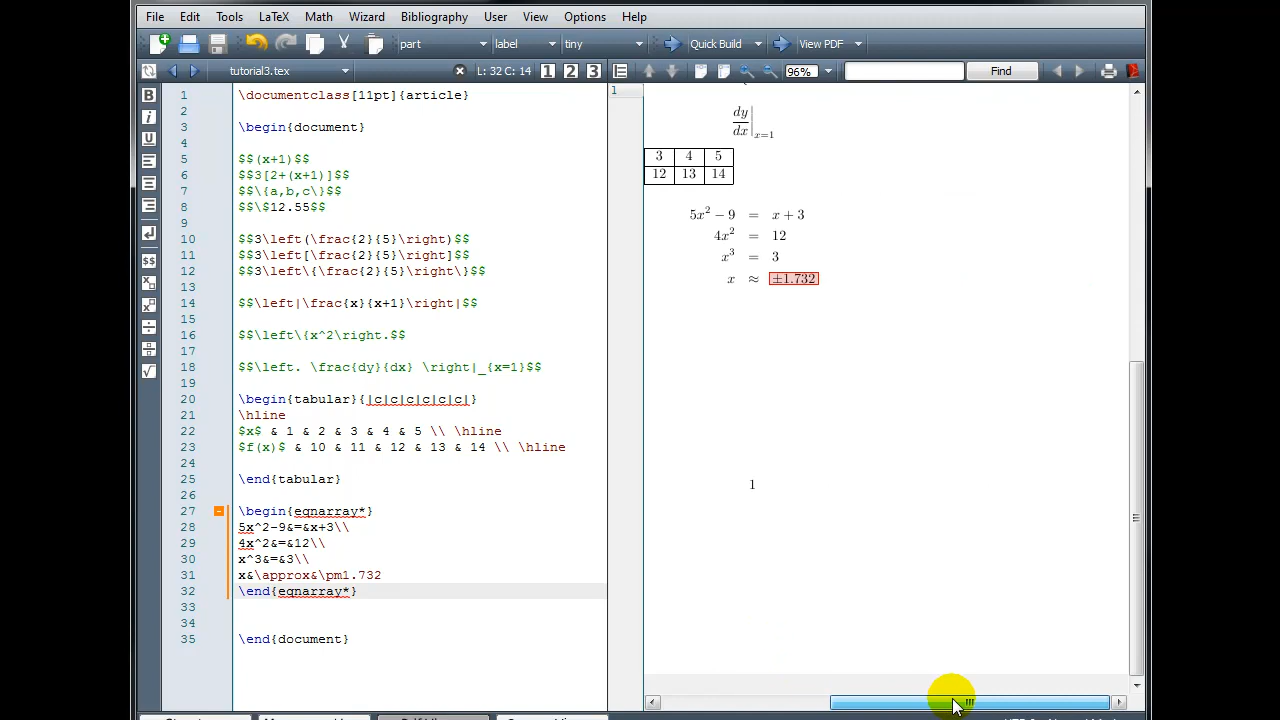 File Edit Tools LaTeX Math Wizard Bibliography User View Options Help
part label tiny Quick Build View PDF
tutorial3.tex L: 32 C: 14 1 2 3 96% Find
1 \documentclass[11pt]{article}
2
3 \begin{document}
4
5 $$(x+1)$$
6 $$3[2+(x+1)]$$
7 $$\{a,b,c\}$$
8 $$\$12.55$$
9
10 $$3\left(\frac{2}{5}\right)$$
11 $$3\left[\frac{2}{5}\right]$$
12 $$3\left\{\frac{2}{5}\right\}$$
13
14 $$\left|\frac{x}{x+1}\right|$$
15
16 $$\left\{x^2\right.$$
17
18 $$\left. \frac{dy}{dx} \right|_{x=1}$$
19
20 \begin{tabular}{|c|c|c|c|c|c|}
21 \hline
22 $x$ & 1 & 2 & 3 & 4 & 5 \\ \hline
23 $f(x)$ & 10 & 11 & 12 & 13 & 14 \\ \hline
24
25 \end{tabular}
26
27 \begin{eqnarray*}
28 5x^2-9&=&x+3\\
29 4x^2&=&12\\
30 x^3&=&3\\
31 x&\approx&\pm1.732
32 \end{eqnarray*}
33
34
35 \end{document}
1
dy
dx x=1
3 4 5
12 13 14
5x² − 9 = x + 3
4x² = 12
x³ = 3
x ≈ ±1.732
1